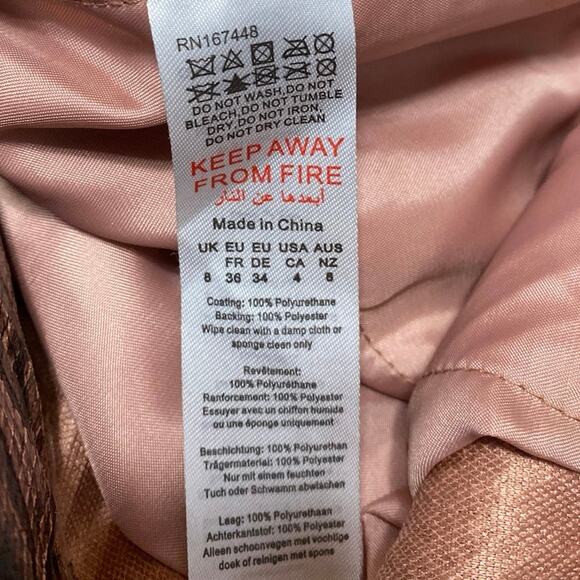 RN167448
DO NOT WASH,DO NOT
BLEACH,DO NOT TUMBLE
DRY,DO NOT IRON,
DO NOT DRY CLEAN
KEEP AWAY
FROM FIRE
أبعدها عن النار
Made in China
UK EU EU USA AUS
FR DE CA NZ
8 36 34 4 8
Coating: 100% Polyurethane
Backing: 100% Polyester
Wipe clean with a damp cloth or
sponge clean only
Revêtement:
100% Polyuréthane
Renforcement: 100% Polyester
Essuyer avec un chiffon humide
ou une éponge uniquement
Beschichtung: 100% Polyurethan
Trägermaterial: 100% Polyester
Nur mit einem feuchten
Tuch oder Schwamm abwischen
Laag: 100% Polyurethaan
Achterkantstof: 100% Polyester
Alleen schoonvegen met vochtige
doek of reinigen met spons